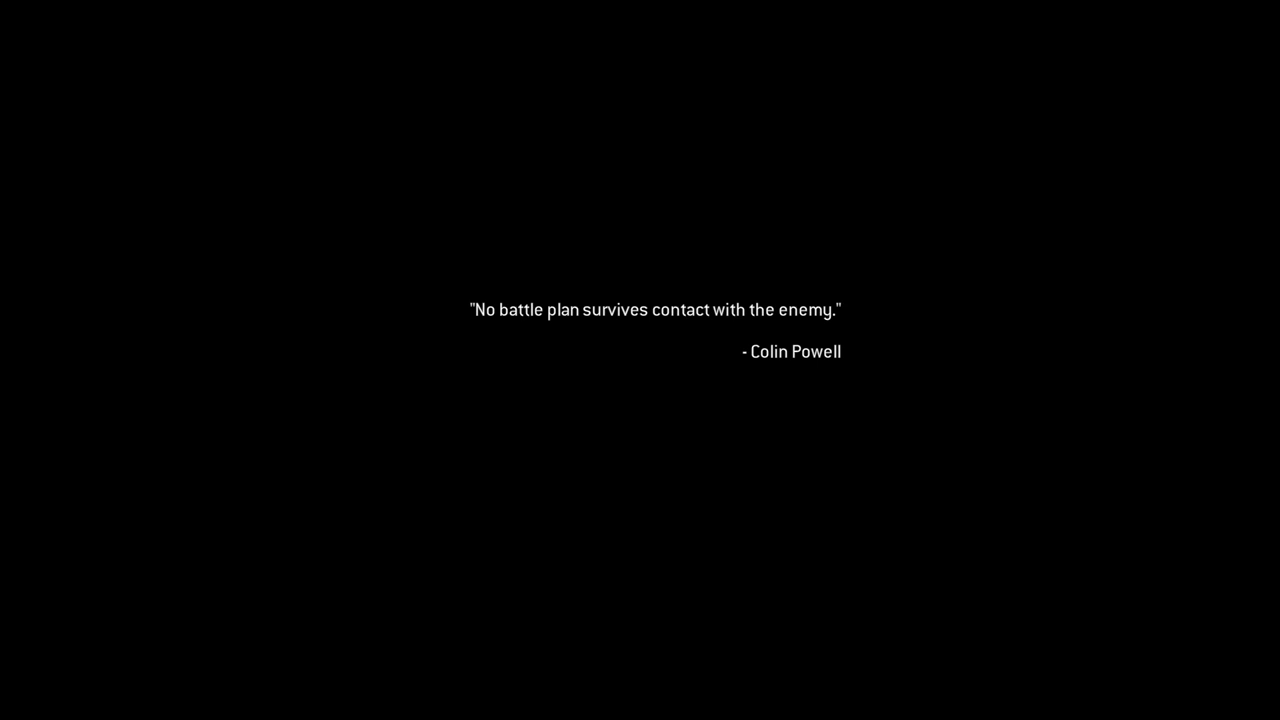 "No battle plan survives contact with the enemy."
- Colin Powell